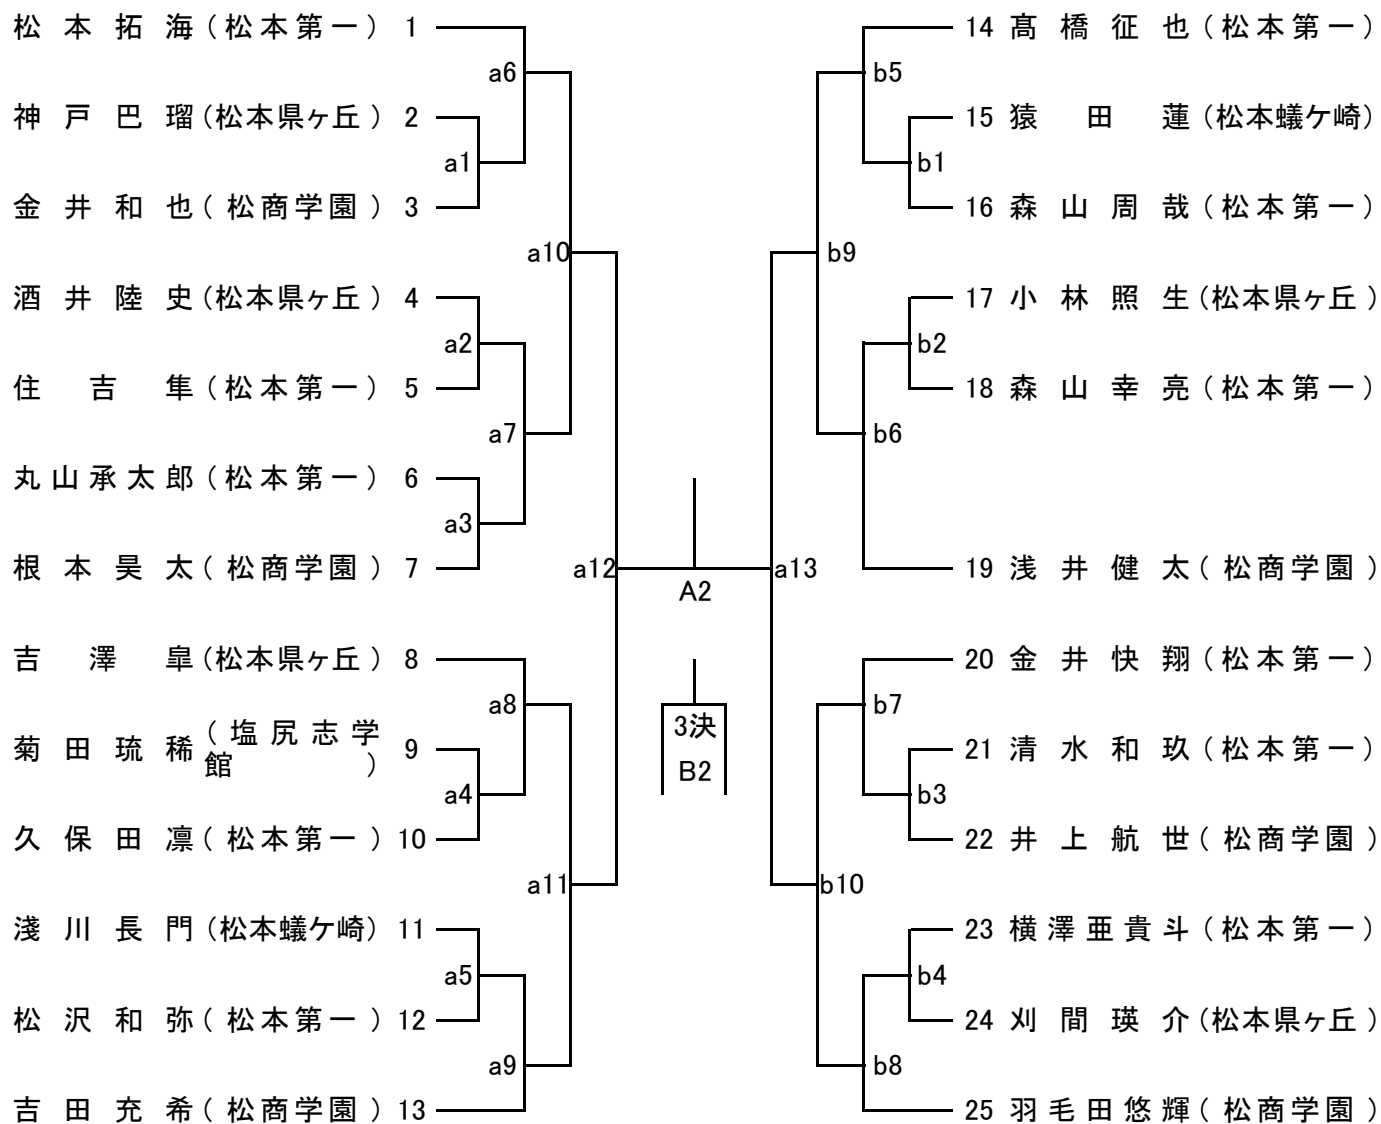 松本拓海(松本第一) 1
a6
神戸巴瑠(松本県ヶ丘) 2
a1
金井和也(松商学園) 3
a10
酒井陸史(松本県ヶ丘) 4
a2
住吉隼(松本第一) 5
a7
丸山承太郎(松本第一) 6
a3
根本昊太(松商学園) 7
a12
吉澤皐(松本県ヶ丘) 8
a8
菊田琉稀(塩尻志学
館) 9
a4
久保田凛(松本第一) 10
a11
淺川長門(松本蟻ケ崎) 11
a5
松沢和弥(松本第一) 12
a9
吉田充希(松商学園) 13
A2
3決
B2
14 髙橋征也(松本第一)
b5
15 猿田蓮(松本蟻ケ崎)
b1
16 森山周哉(松本第一)
b9
17 小林照生(松本県ヶ丘)
b2
18 森山幸亮(松本第一)
b6
a13
19 浅井健太(松商学園)
20 金井快翔(松本第一)
b7
21 清水和玖(松本第一)
b3
22 井上航世(松商学園)
b10
23 横澤亜貴斗(松本第一)
b4
24 刈間瑛介(松本県ヶ丘)
b8
25 羽毛田悠輝(松商学園)